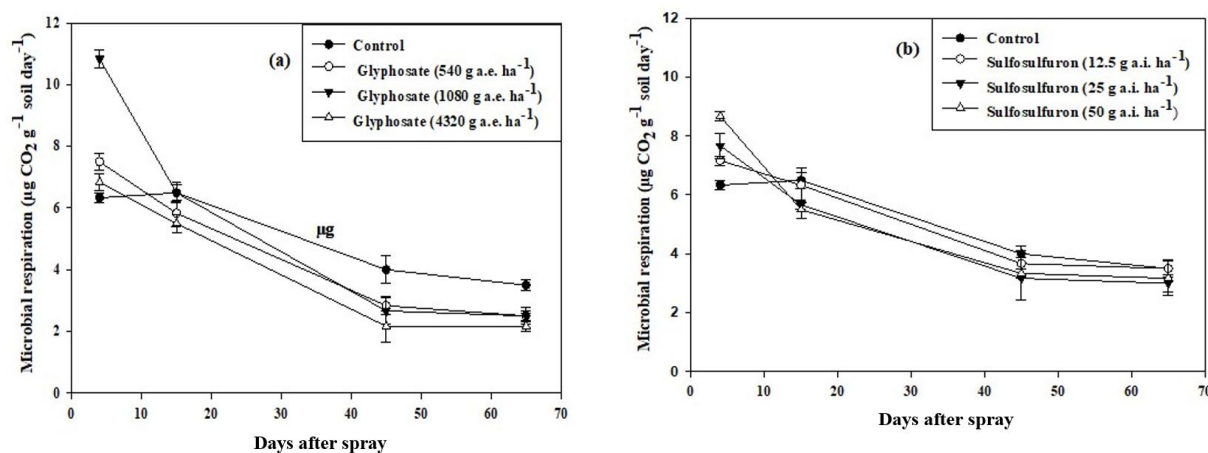 12
10
8
6
4
2
0
Microbial respiration (µg CO₂ g⁻¹ soil day⁻¹)
(a)
Control
Glyphosate (540 g a.e. ha⁻¹)
Glyphosate (1080 g a.e. ha⁻¹)
Glyphosate (4320 g a.e. ha⁻¹)
µg
0 10 20 30 40 50 60 70
Days after spray
12
10
8
6
4
2
0
Microbial respiration (µg CO₂ g⁻¹ soil day⁻¹)
(b)
Control
Sulfosulfuron (12.5 g a.i. ha⁻¹)
Sulfosulfuron (25 g a.i. ha⁻¹)
Sulfosulfuron (50 g a.i. ha⁻¹)
0 10 20 30 40 50 60 70
Days after spray